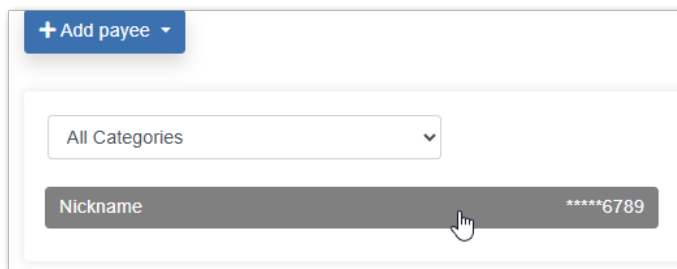 + Add payee
All Categories
Nickname *****6789